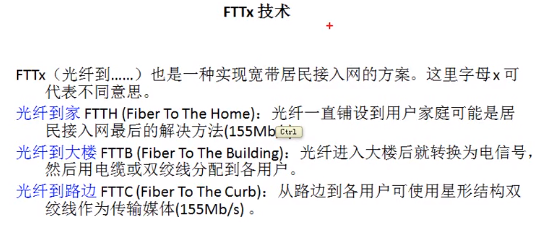 FTTx 技术
FTTx（光纤到……）也是一种实现宽带居民接入网的方案。这里字母 x 可
代表不同意思。
光纤到家 FTTH (Fiber To The Home)：光纤一直铺设到用户家庭可能是居
民接入网最后的解决方法(155Mb
Ctrl
光纤到大楼 FTTB (Fiber To The Building)：光纤进入大楼后就转换为电信号，
然后用电缆或双绞线分配到各用户。
光纤到路边 FTTC (Fiber To The Curb)：从路边到各用户可使用星形结构双
绞线作为传输媒体(155Mb/s) 。